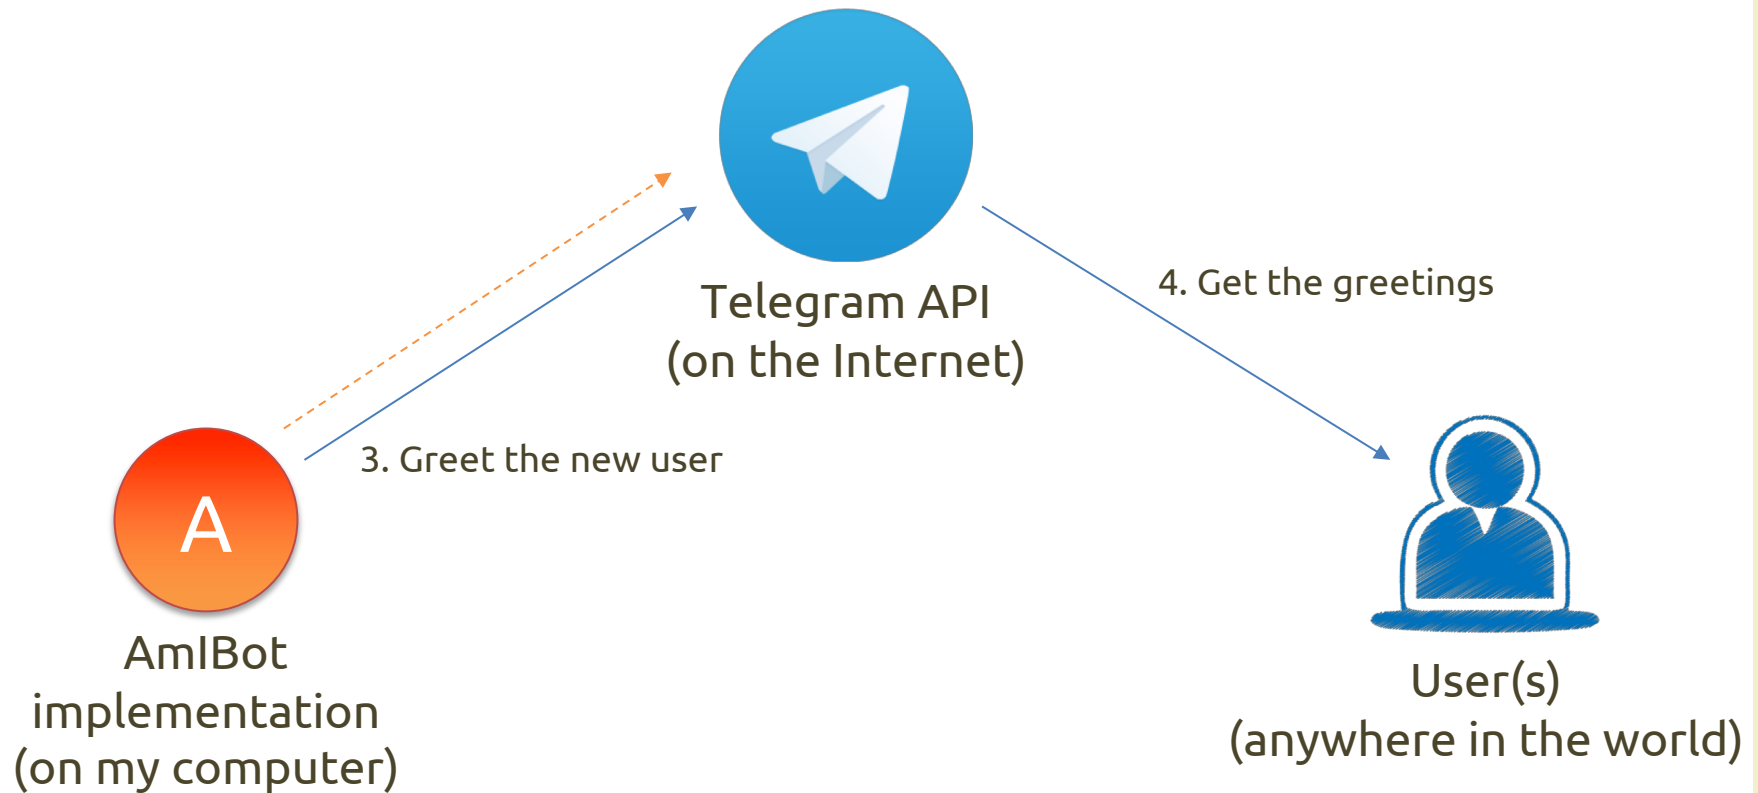 Telegram API
(on the Internet)
4. Get the greetings
3. Greet the new user
A
AmIBot
implementation
(on my computer)
User(s)
(anywhere in the world)